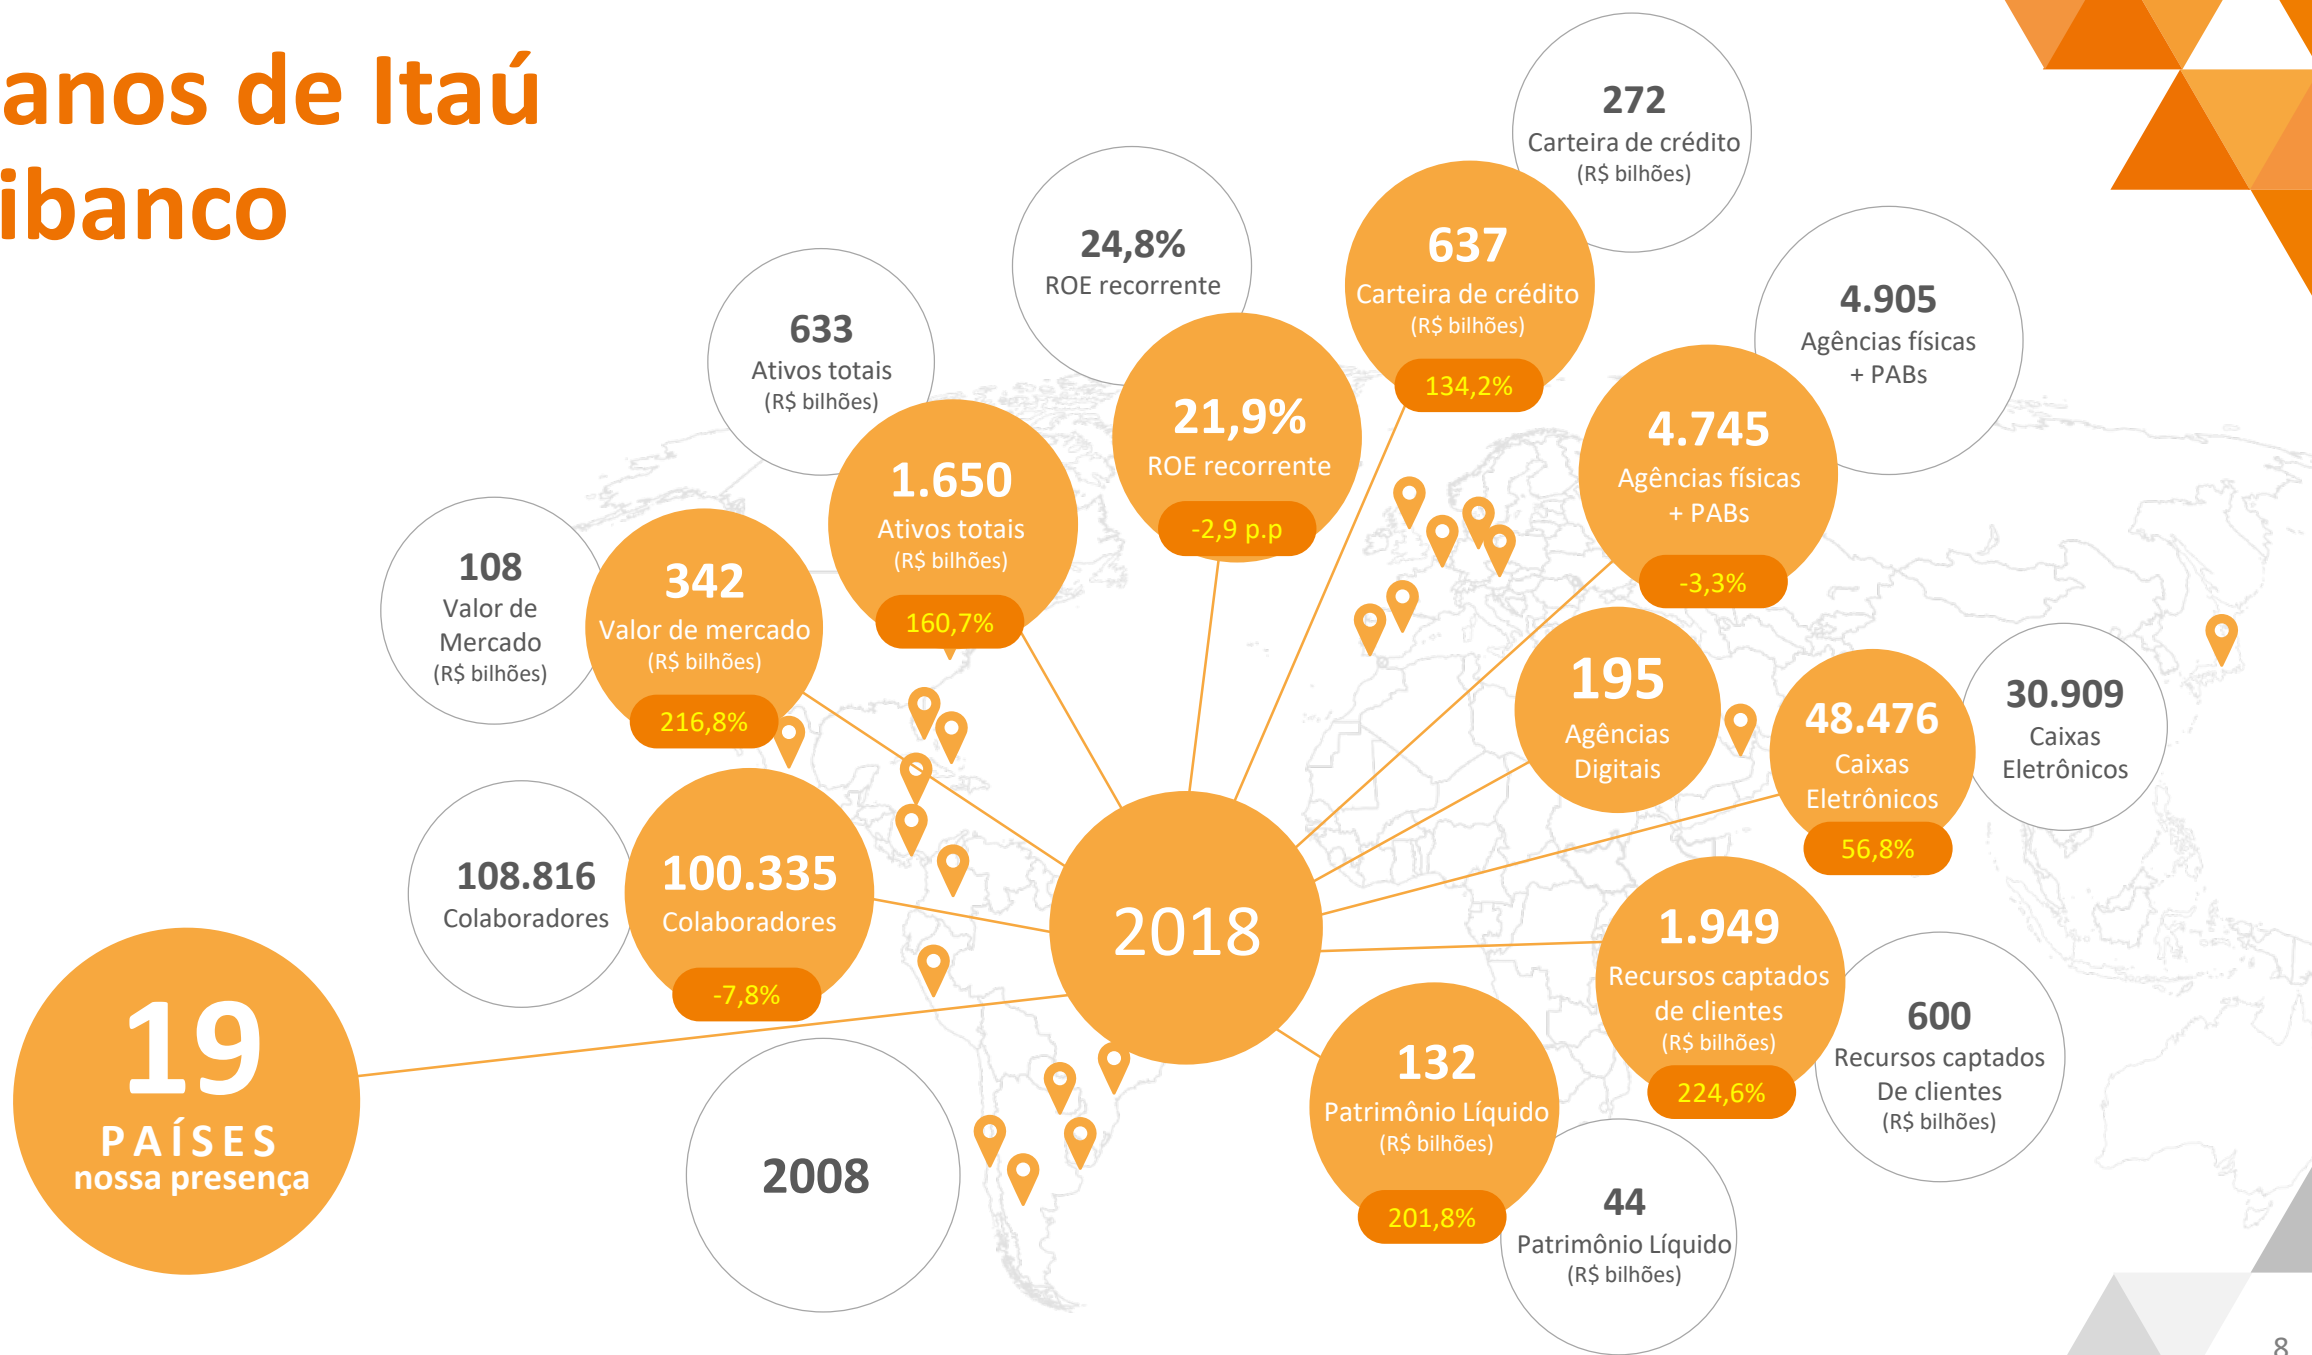 anos de Itaú
ibanco
272
Carteira de crédito
(R$ bilhões)
24,8%
ROE recorrente
637
Carteira de crédito
(R$ bilhões)
134,2%
4.905
Agências físicas
+ PABs
633
Ativos totais
(R$ bilhões)
21,9%
ROE recorrente
-2,9 p.p
4.745
Agências físicas
+ PABs
-3,3%
1.650
Ativos totais
(R$ bilhões)
160,7%
108
Valor de
Mercado
(R$ bilhões)
342
Valor de mercado
(R$ bilhões)
216,8%
195
Agências
Digitais
48.476
Caixas
Eletrônicos
56,8%
30.909
Caixas
Eletrônicos
108.816
Colaboradores
100.335
Colaboradores
-7,8%
2018
1.949
Recursos captados
de clientes
(R$ bilhões)
224,6%
600
Recursos captados
De clientes
(R$ bilhões)
19
PAÍSES
nossa presença
2008
132
Patrimônio Líquido
(R$ bilhões)
201,8%
44
Patrimônio Líquido
(R$ bilhões)
8